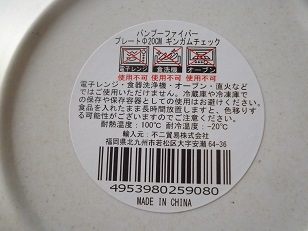 バンブーファイバー
プレートΦ20CM ギンガムチェック
電子レンジ 食洗機 オーブン
使用不可 使用不可 使用不可
電子レンジ・食器洗浄機・オーブン・直火など
ではご使用いただけません。冷蔵庫や冷凍庫で
の保存や保存容器としての使用はお避け下さい。
食品を入れたまま長時間放置しますと、色移りす
る可能性がございますのでご注意ください。
耐熱温度：100℃ 耐冷温度：-20℃
輸入元：不二貿易株式会社
福岡県北九州市若松区大字安瀬 64-36
4953980259080
MADE IN CHINA